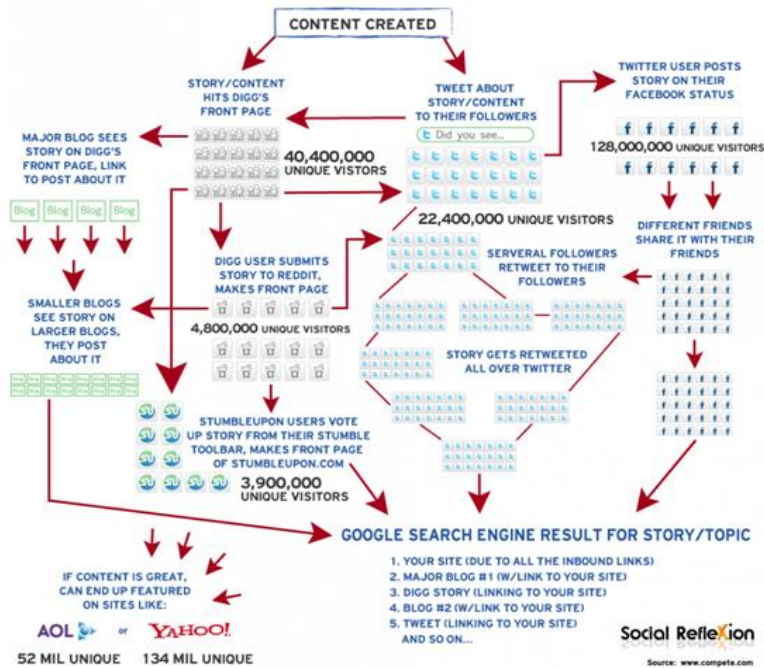 CONTENT CREATED
STORY/CONTENT
HITS DIGG'S
FRONT PAGE
40,400,000
UNIQUE VISTORS
TWEET ABOUT
STORY/CONTENT
TO THEIR FOLLOWERS
Did you see...
22,400,000 UNIQUE VISITORS
TWITTER USER POSTS
STORY ON THEIR
FACEBOOK STATUS
128,000,000 UNIQUE VISITORS
MAJOR BLOG SEES
STORY ON DIGG'S
FRONT PAGE, LINK
TO POST ABOUT IT
Blog Blog Blog Blog
DIFFERENT FRIENDS
SHARE IT WITH THEIR
FRIENDS
DIGG USER SUBMITS
STORY TO REDDIT,
MAKES FRONT PAGE
4,800,000 UNIQUE VISITORS
SERVERAL FOLLOWERS
RETWEET TO THEIR
FOLLOWERS
SMALLER BLOGS
SEE STORY ON
LARGER BLOGS,
THEY POST
ABOUT IT
STORY GETS RETWEETED
ALL OVER TWITTER
STUMBLEUPON USERS VOTE
UP STORY FROM THEIR STUMBLE
TOOLBAR, MAKES FRONT PAGE
OF STUMBLEUPON.COM
3,900,000
UNIQUE VISITORS
GOOGLE SEARCH ENGINE RESULT FOR STORY/TOPIC
1. YOUR SITE (DUE TO ALL THE INBOUND LINKS)
2. MAJOR BLOG #1 (W/LINK TO YOUR SITE)
3. DIGG STORY (LINKING TO YOUR SITE)
4. BLOG #2 (W/LINK TO YOUR SITE)
5. TWEET (LINKING TO YOUR SITE)
AND SO ON...
IF CONTENT IS GREAT,
CAN END UP FEATURED
ON SITES LIKE:
AOL or YAHOO!
52 MIL UNIQUE 134 MIL UNIQUE
Social RefleXion
Source: www.compete.com